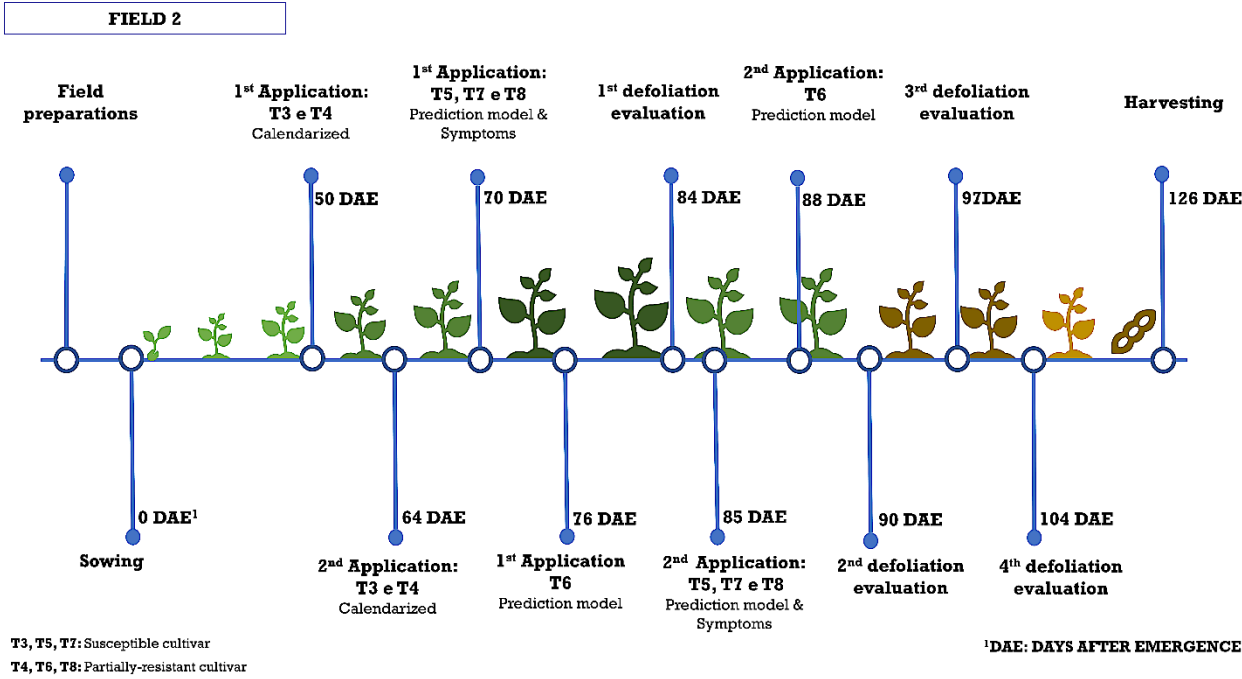 FIELD 2
Field
preparations
1st Application:
T3 e T4
Calendarized
1st Application:
T5, T7 e T8
Prediction model &
Symptoms
1st defoliation
evaluation
2nd Application:
T6
Prediction model
3rd defoliation
evaluation
Harvesting
50 DAE
70 DAE
84 DAE
88 DAE
97DAE
126 DAE
0 DAE1
64 DAE
76 DAE
85 DAE
90 DAE
104 DAE
Sowing
2nd Application:
T3 e T4
Calendarized
1st Application
T6
Prediction model
2nd Application:
T5, T7 e T8
Prediction model &
Symptoms
2nd defoliation
evaluation
4th defoliation
evaluation
T3, T5, T7: Susceptible cultivar
T4, T6, T8: Partially-resistant cultivar
1DAE: DAYS AFTER EMERGENCE